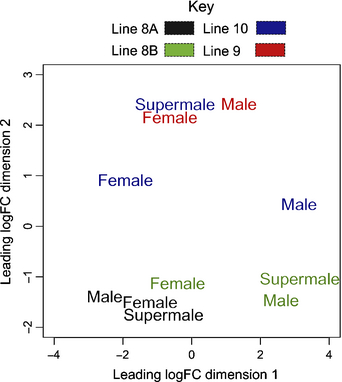 Key
Line 8A Line 10
Line 8B Line 9
Leading logFC dimension 2
3
2
1
0
−1
−2
Supermale Male
Female
Female
Male
Female Supermale
Male Female Male
Supermale
−4 −2 0 2 4
Leading logFC dimension 1